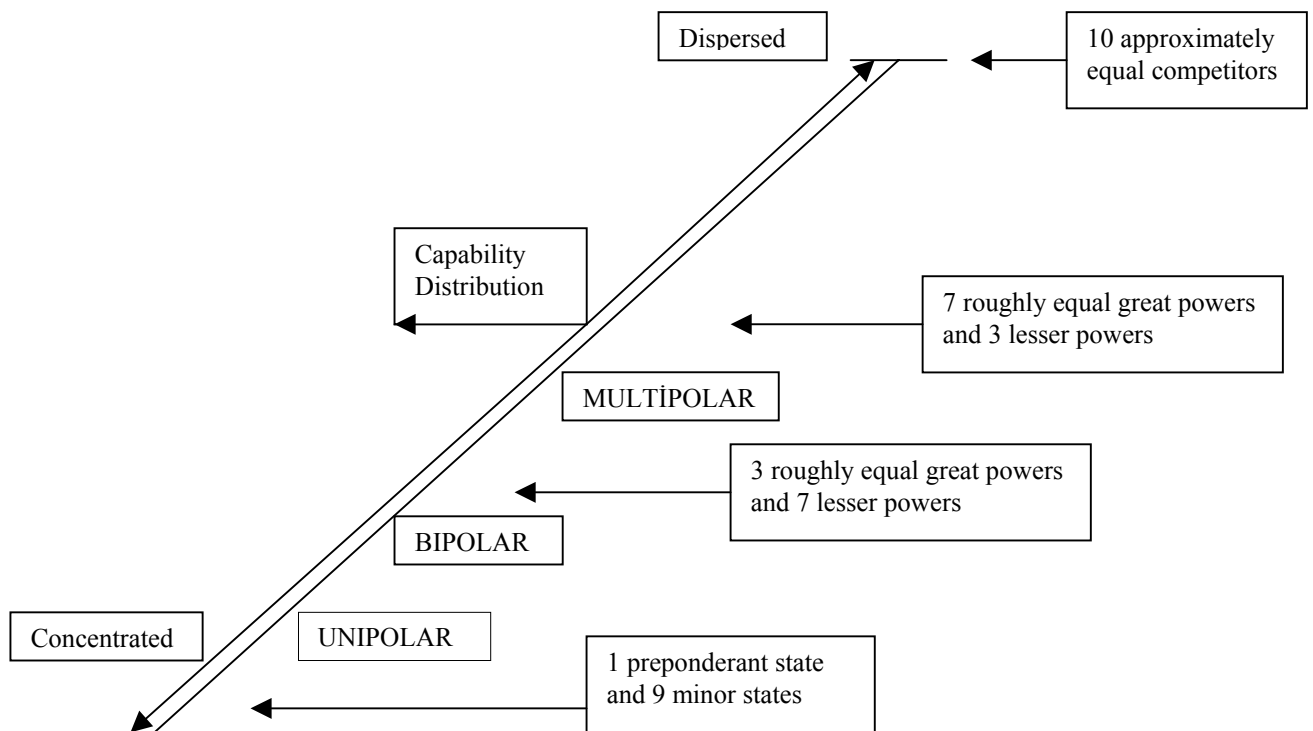 Dispersed
10 approximately
equal competitors
Capability
Distribution
7 roughly equal great powers
and 3 lesser powers
MULTİPOLAR
3 roughly equal great powers
and 7 lesser powers
BIPOLAR
Concentrated
UNIPOLAR
1 preponderant state
and 9 minor states